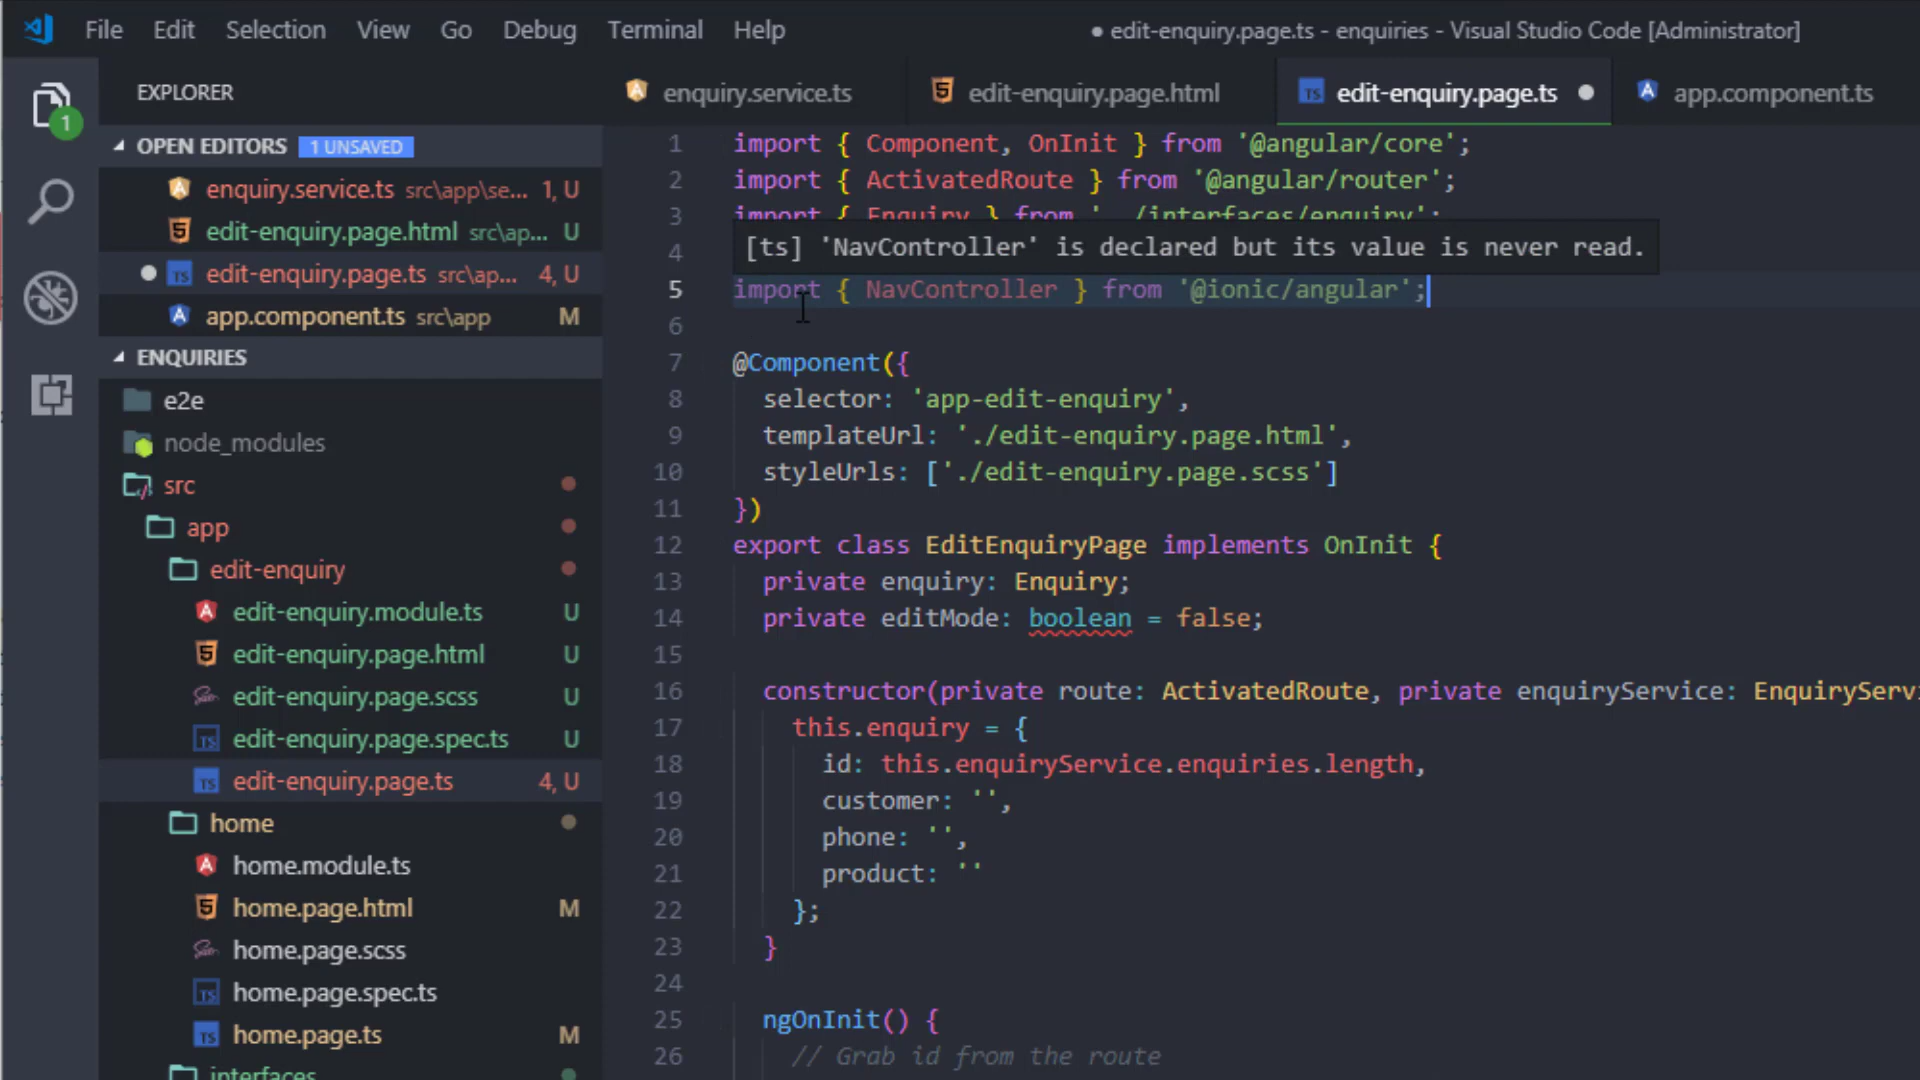 File Edit Selection View Go Debug Terminal Help
● edit-enquiry.page.ts - enquiries - Visual Studio Code [Administrator]
EXPLORER
enquiry.service.ts
edit-enquiry.page.html
edit-enquiry.page.ts
app.component.ts
1
OPEN EDITORS 1 UNSAVED
enquiry.service.ts src\app\se... 1, U
edit-enquiry.page.html src\ap... U
edit-enquiry.page.ts src\ap... 4, U
app.component.ts src\app M
ENQUIRIES
e2e
node_modules
src
app
edit-enquiry
edit-enquiry.module.ts U
edit-enquiry.page.html U
edit-enquiry.page.scss U
edit-enquiry.page.spec.ts U
edit-enquiry.page.ts 4, U
home
home.module.ts
home.page.html M
home.page.scss
home.page.spec.ts
home.page.ts M
interfaces
1 import { Component, OnInit } from '@angular/core';
2 import { ActivatedRoute } from '@angular/router';
3 import { Enquiry } from '../interfaces/enquiry';
[ts] 'NavController' is declared but its value is never read.
4
5 import { NavController } from '@ionic/angular';
6
7 @Component({
8 selector: 'app-edit-enquiry',
9 templateUrl: './edit-enquiry.page.html',
10 styleUrls: ['./edit-enquiry.page.scss']
11 })
12 export class EditEnquiryPage implements OnInit {
13 private enquiry: Enquiry;
14 private editMode: boolean = false;
15
16 constructor(private route: ActivatedRoute, private enquiryService: EnquiryServi
17 this.enquiry = {
18 id: this.enquiryService.enquiries.length,
19 customer: '',
20 phone: '',
21 product: ''
22 };
23 }
24
25 ngOnInit() {
26 // Grab id from the route